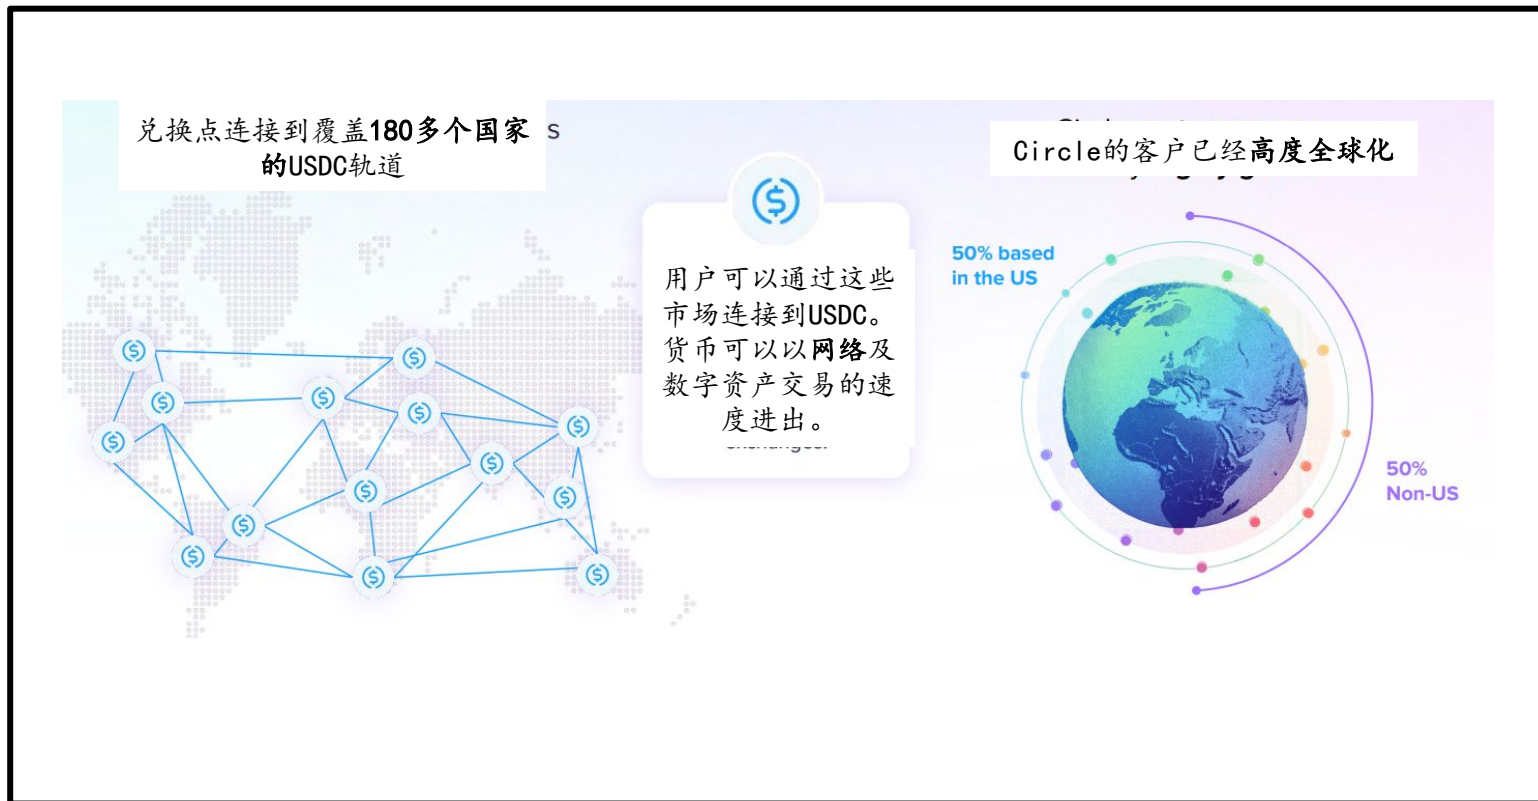 兑换点连接到覆盖180多个国家 s
的USDC轨道
用户可以通过这些
市场连接到USDC。
货币可以以网络及
数字资产交易的速
度进出。
Circle的客户已经高度全球化
50% based
in the US
50%
Non-US